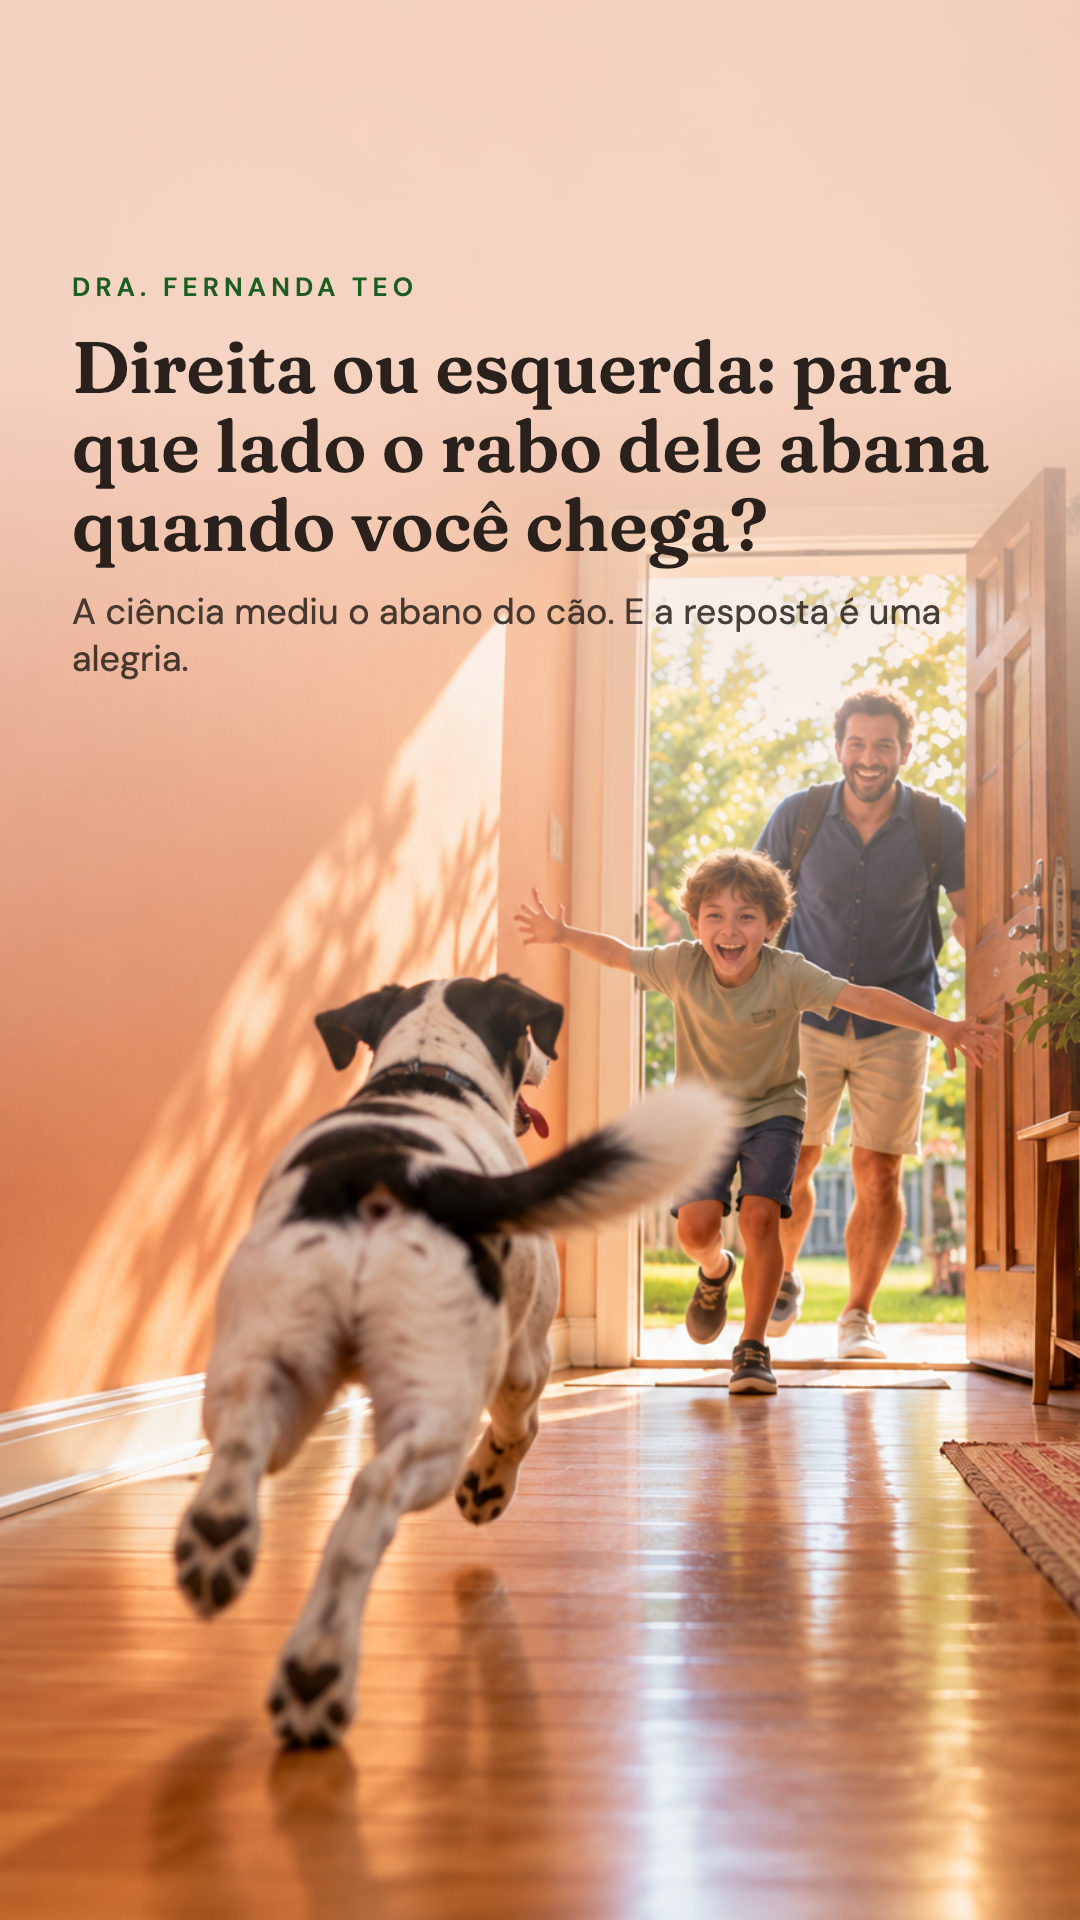 DRA. FERNANDA TEO
Direita ou esquerda: para
que lado o rabo dele abana
quando você chega?
A ciência mediu o abano do cão. E a resposta é uma
alegria.